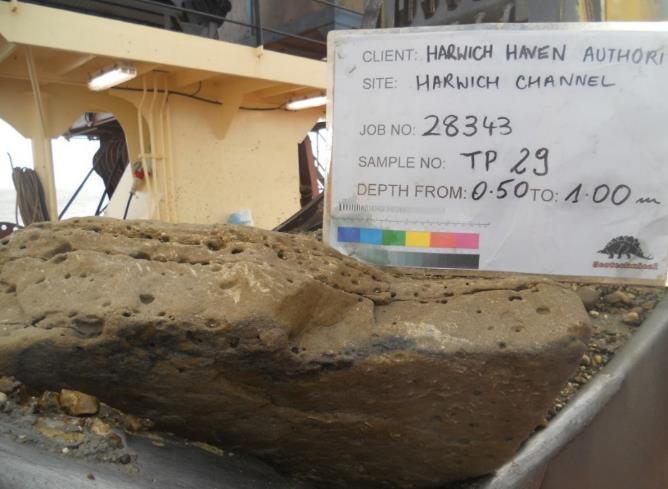 CLIENT: HARWICH HAVEN AUTHORI
SITE: HARWICH CHANNEL
JOB NO: 28343
SAMPLE NO: TP 29
DEPTH FROM: 0.50 TO: 1.00 m
Geotechnical